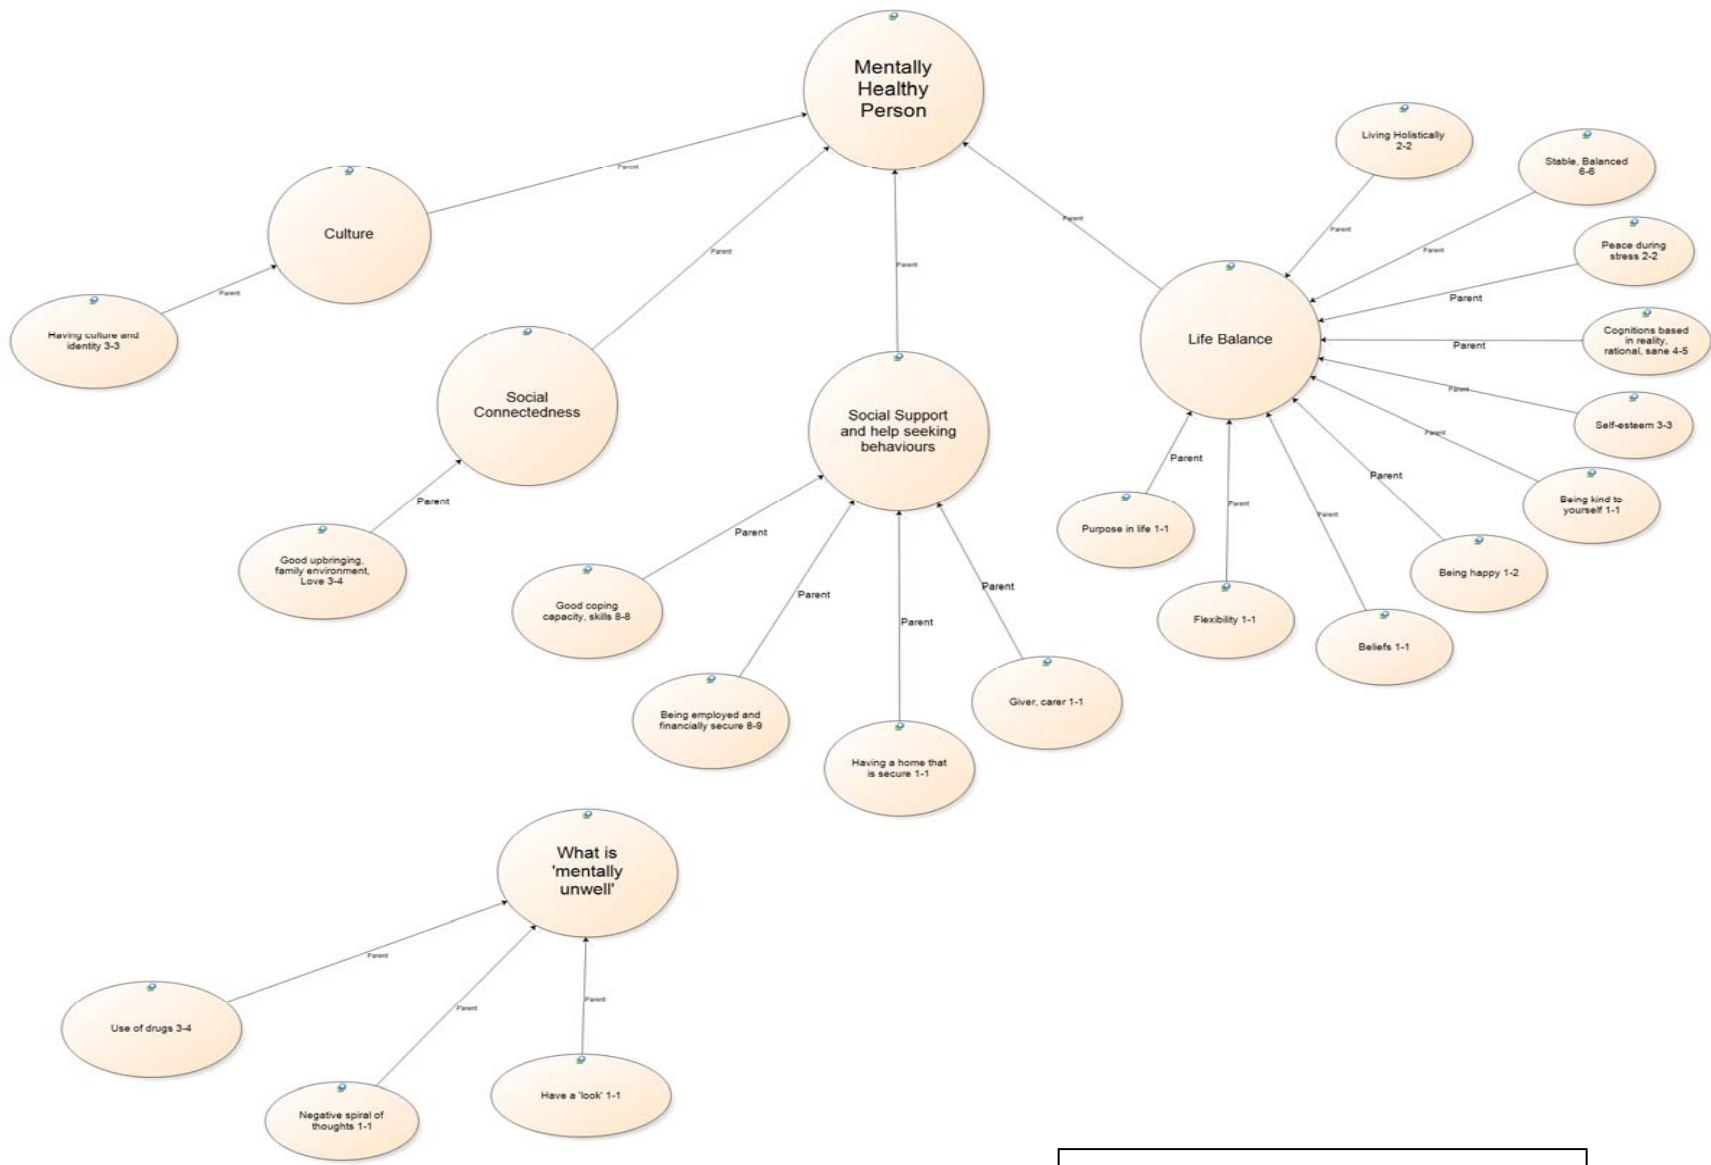 Mentally
Healthy
Person
Living Holistically
2-2
Stable, Balanced
6-6
Parent
Culture
Parent
Parent
Parent
Peace during
stress 2-2
Parent
Parent
Parent
Parent
Parent
Having culture and
identity 3-3
Life Balance
Parent
Cognitions based
in reality,
rational, sane 4-5
Social
Connectedness
Social Support
and help seeking
behaviours
Parent
Self-esteem 3-3
Parent
Parent
Parent
Parent
Being kind to
yourself 1-1
Parent
Parent
Parent
Purpose in life 1-1
Good upbringing,
family environment,
Love 3-4
Parent
Being happy 1-2
Good coping
capacity, skills 8-8
Parent
Parent
Parent
Flexibility 1-1
Beliefs 1-1
Being employed and
financially secure 8-9
Giver, carer 1-1
Having a home that
is secure 1-1
What is
'mentally
unwell'
Parent
Parent
Parent
Use of drugs 3-4
Have a 'look' 1-1
Negative spiral of
thoughts 1-1